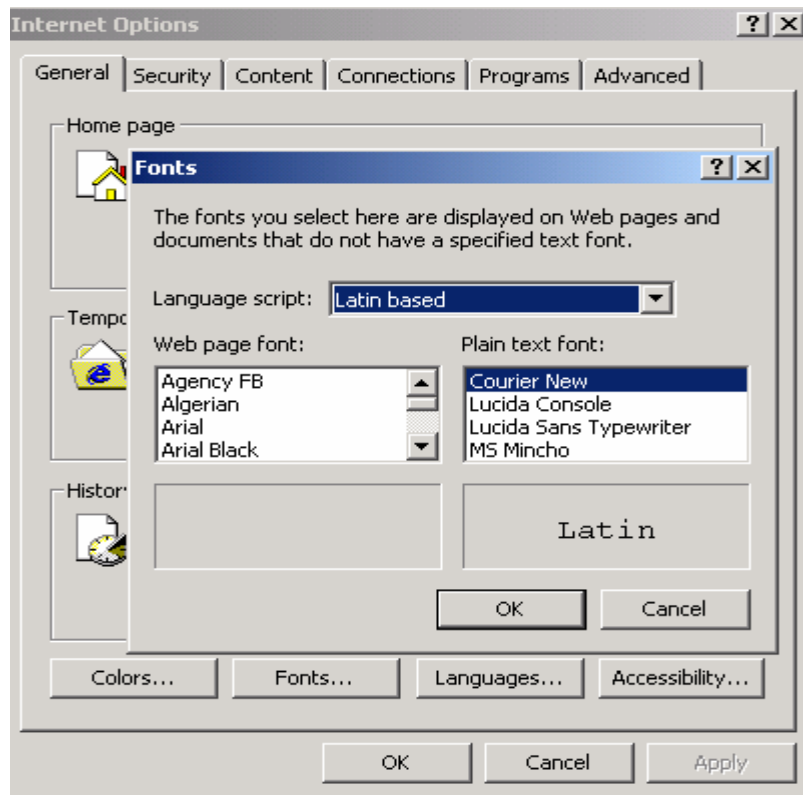 Internet Options
General Security Content Connections Programs Advanced
Home page
Fonts
The fonts you select here are displayed on Web pages and
documents that do not have a specified text font.
Language script: Latin based
Tempo
Web page font: Plain text font:
Agency FB Courier New
Algerian Lucida Console
Arial Lucida Sans Typewriter
Arial Black MS Mincho
Histor
Latin
OK Cancel
Colors... Fonts... Languages... Accessibility...
OK Cancel Apply